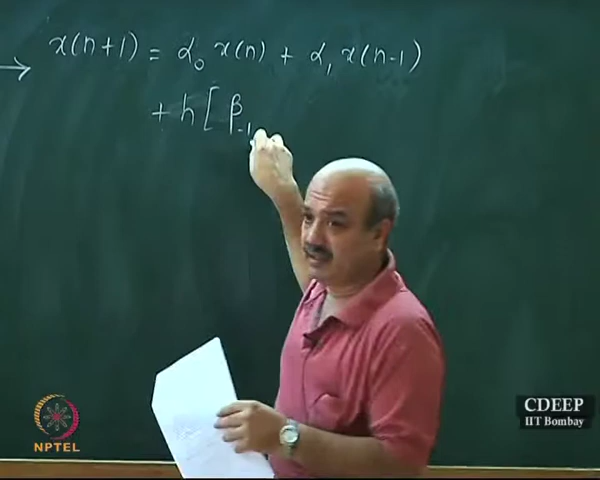 → x(n+1) = α₀ x(n) + α₁ x(n-1)
+ h [ β₋₁
CDEEP
IIT Bombay
NPTEL